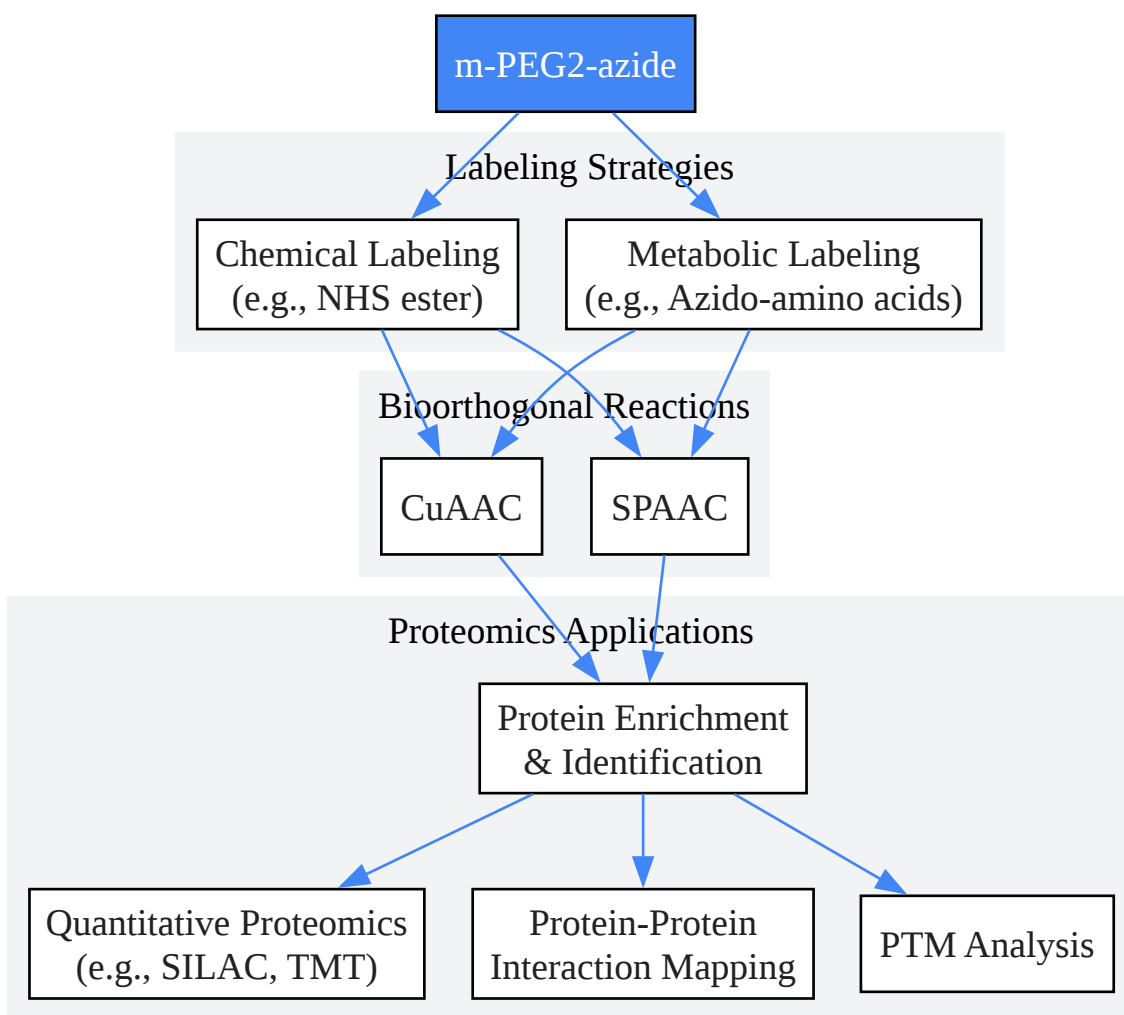 m-PEG2-azide
Labeling Strategies
Chemical Labeling
(e.g., NHS ester)
Metabolic Labeling
(e.g., Azido-amino acids)
Bioorthogonal Reactions
CuAAC
SPAAC
Proteomics Applications
Protein Enrichment
& Identification
Quantitative Proteomics
(e.g., SILAC, TMT)
Protein-Protein
Interaction Mapping
PTM Analysis